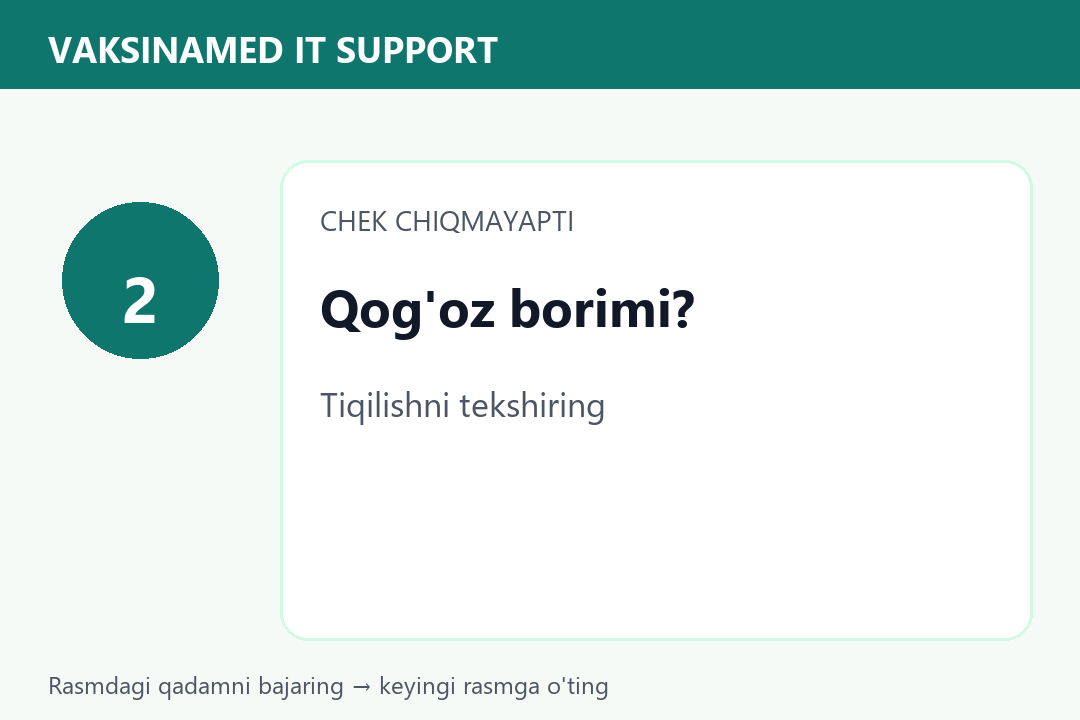 VAKSINAMED IT SUPPORT
2
CHEK CHIQMAYAPTI
Qog'oz borimi?
Tiqilishni tekshiring
Rasmdagi qadamni bajaring → keyingi rasmga o'ting